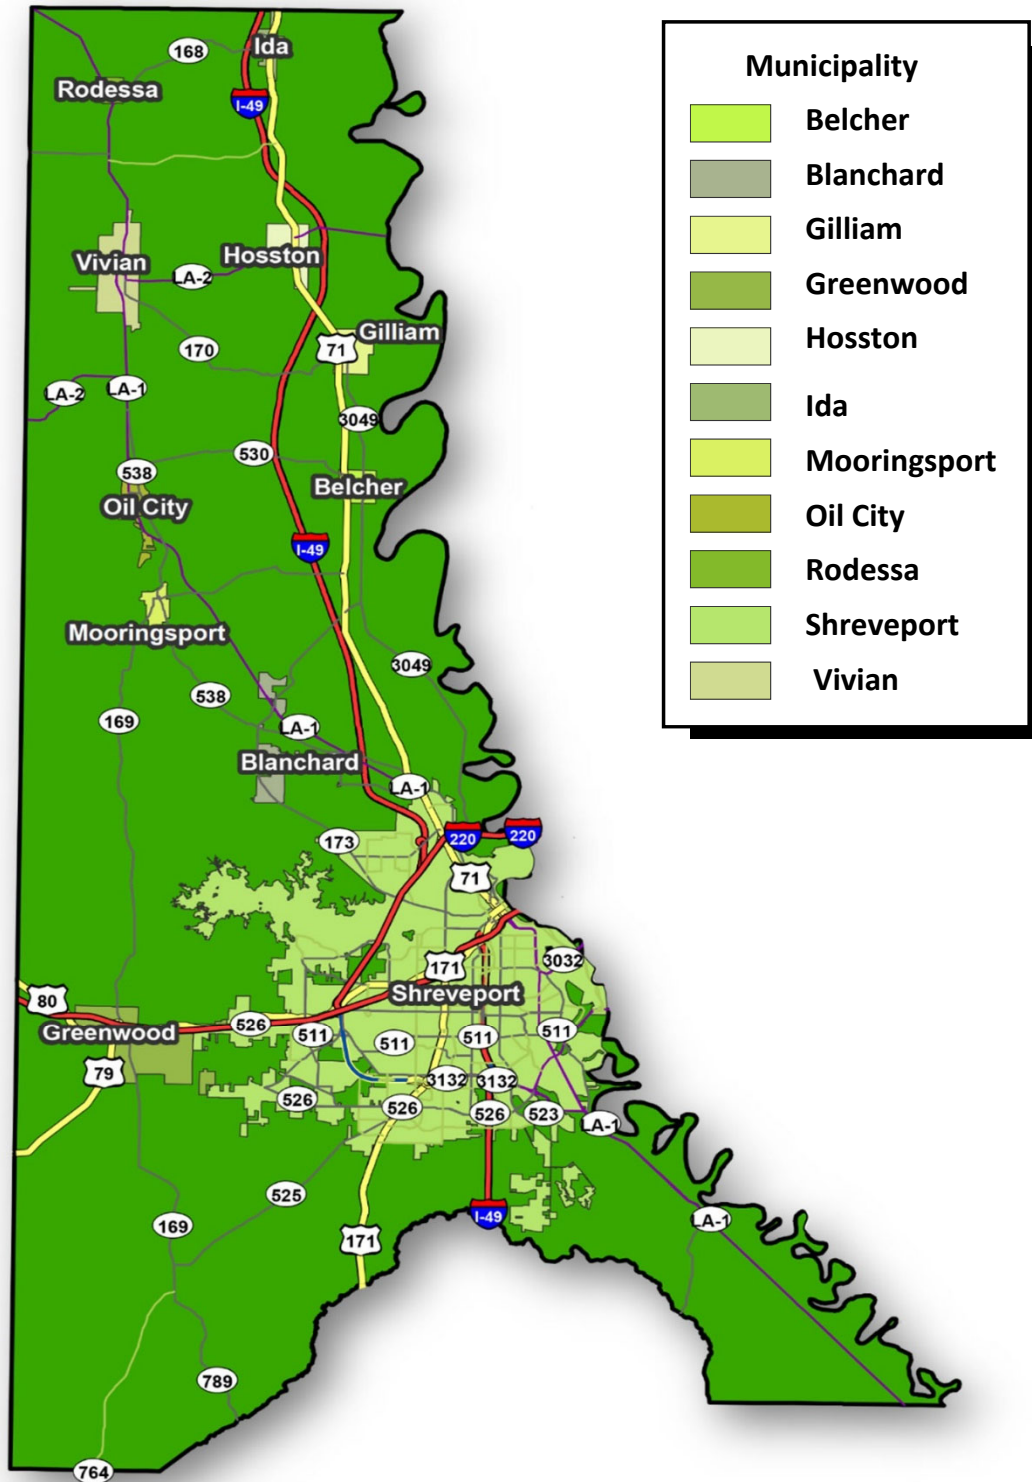 Municipality
Belcher
Blanchard
Gilliam
Greenwood
Hosston
Ida
Mooringsport
Oil City
Rodessa
Shreveport
Vivian
Ida
168
Rodessa
I-49
Vivian
Hosston
LA-2
Gilliam
71
170
LA-2
LA-1
3049
530
538
Belcher
Oil City
I-49
Mooringsport
3049
538
169
LA-1
Blanchard
LA-1
220
220
173
71
3032
171
Shreveport
80
526
Greenwood
511
511
511
511
79
3132
3132
526
526
526
523
LA-1
525
I-49
LA-1
169
171
789
764